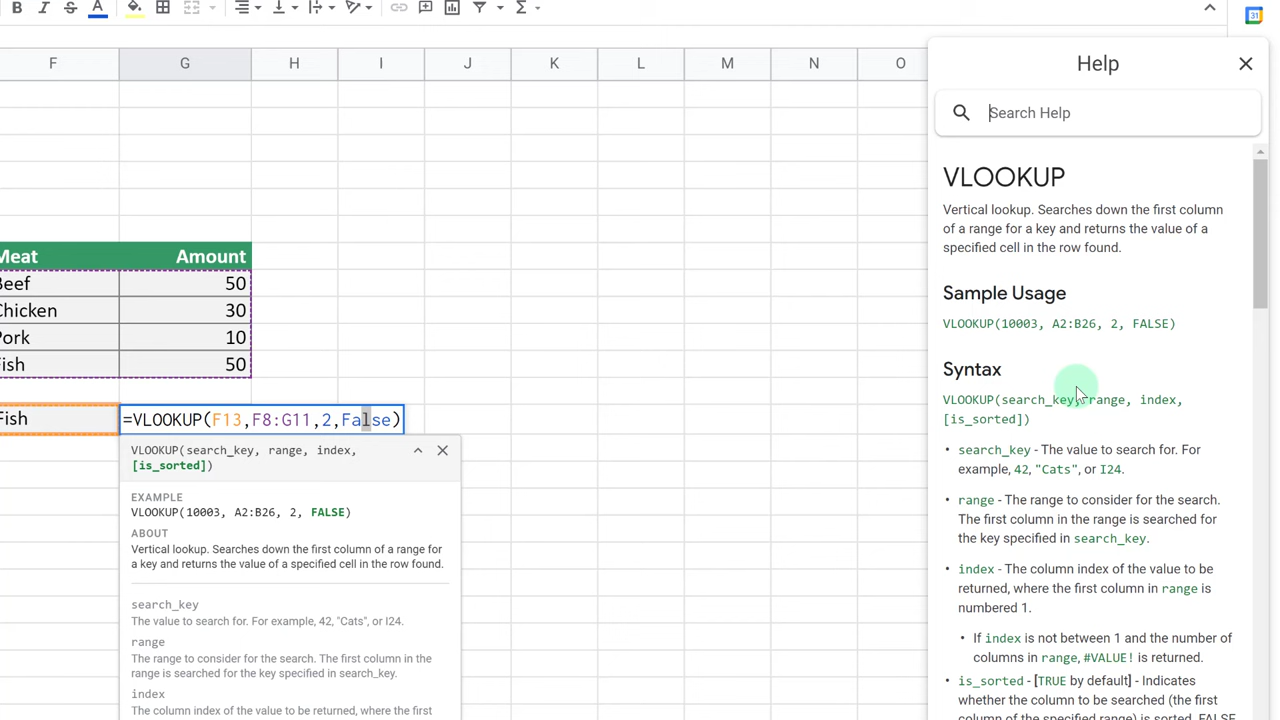 B I S A
31
F G H I J K L M N O
Meat Amount
Beef 50
Chicken 30
Pork 10
Fish 50
Fish =VLOOKUP(F13,F8:G11,2,False)
VLOOKUP(search_key, range, index,
[is_sorted])
EXAMPLE
VLOOKUP(10003, A2:B26, 2, FALSE)
ABOUT
Vertical lookup. Searches down the first column of a range for
a key and returns the value of a specified cell in the row found.
search_key
The value to search for. For example, 42, "Cats", or I24.
range
The range to consider for the search. The first column in the
range is searched for the key specified in search_key.
index
The column index of the value to be returned, where the first
Help
Search Help
VLOOKUP
Vertical lookup. Searches down the first column
of a range for a key and returns the value of a
specified cell in the row found.
Sample Usage
VLOOKUP(10003, A2:B26, 2, FALSE)
Syntax
VLOOKUP(search_key, range, index,
[is_sorted])
• search_key - The value to search for. For
example, 42, "Cats", or I24.
• range - The range to consider for the search.
The first column in the range is searched for
the key specified in search_key.
• index - The column index of the value to be
returned, where the first column in range is
numbered 1.
• If index is not between 1 and the number of
columns in range, #VALUE! is returned.
• is_sorted - [TRUE by default] - Indicates
whether the column to be searched (the first
column of the specified range) is sorted. FALSE